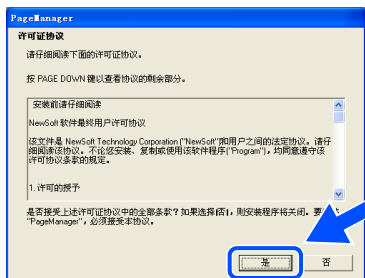 PageManager
许可证协议
请仔细阅读下面的许可证协议。
按 PAGE DOWN 键以查看协议的剩余部分。
安装前请仔细阅读
NewSoft 软件最终用户许可协议
该文件是 NewSoft Technology Corporation ("NewSoft")和用户之间的法定协议。请仔
细阅读该协议。不论您安装、复制或使用该软件程序("Program")，均同意遵守该
许可协议条款的规定。
1. 许可的授予
是否接受上述许可证协议中的全部条款？如果选择[否]，则安装程序将关闭。要
"PageManager"，必须接受本协议。
是
否